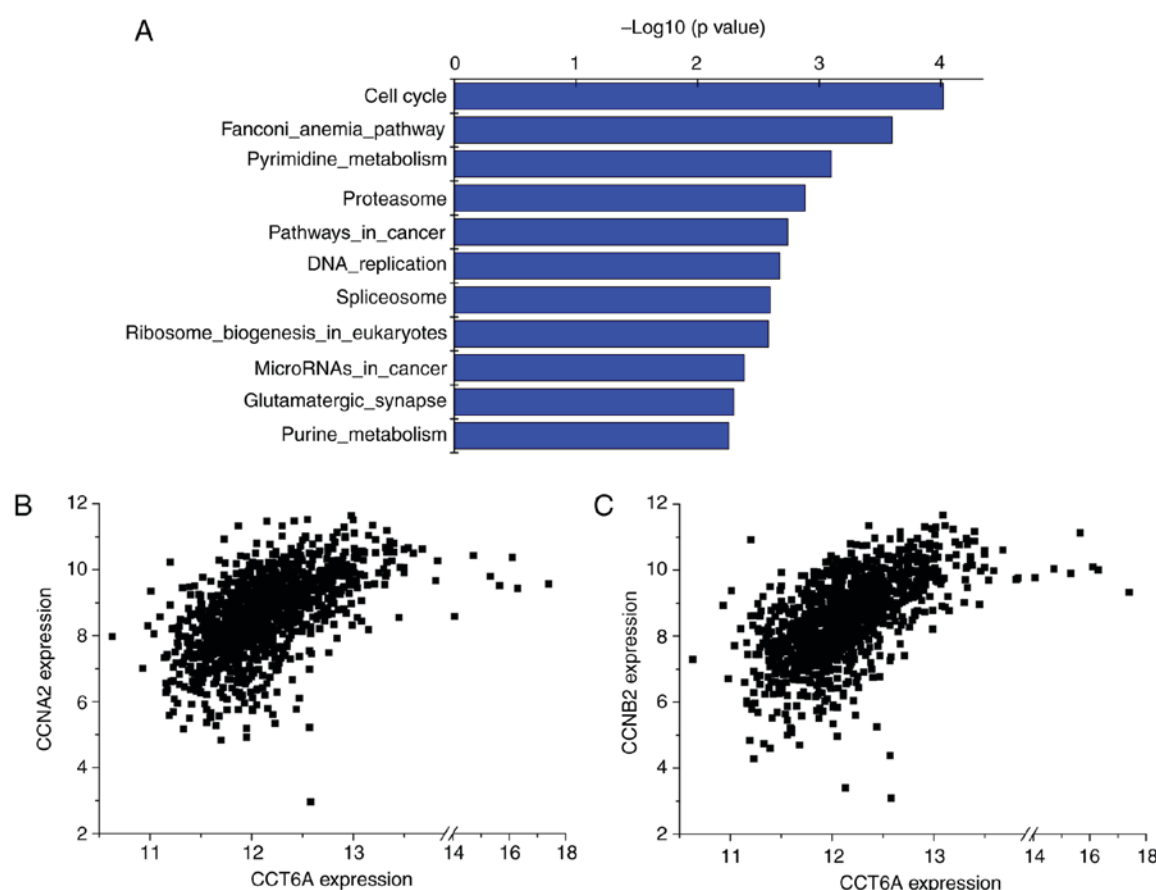 A
–Log10 (p value)
0 1 2 3 4
Cell cycle
Fanconi_anemia_pathway
Pyrimidine_metabolism
Proteasome
Pathways_in_cancer
DNA_replication
Spliceosome
Ribosome_biogenesis_in_eukaryotes
MicroRNAs_in_cancer
Glutamatergic_synapse
Purine_metabolism
B
CCNA2 expression
12
10
8
6
4
2
11 12 13 14 16 18
CCT6A expression
C
CCNB2 expression
12
10
8
6
4
2
11 12 13 14 16 18
CCT6A expression